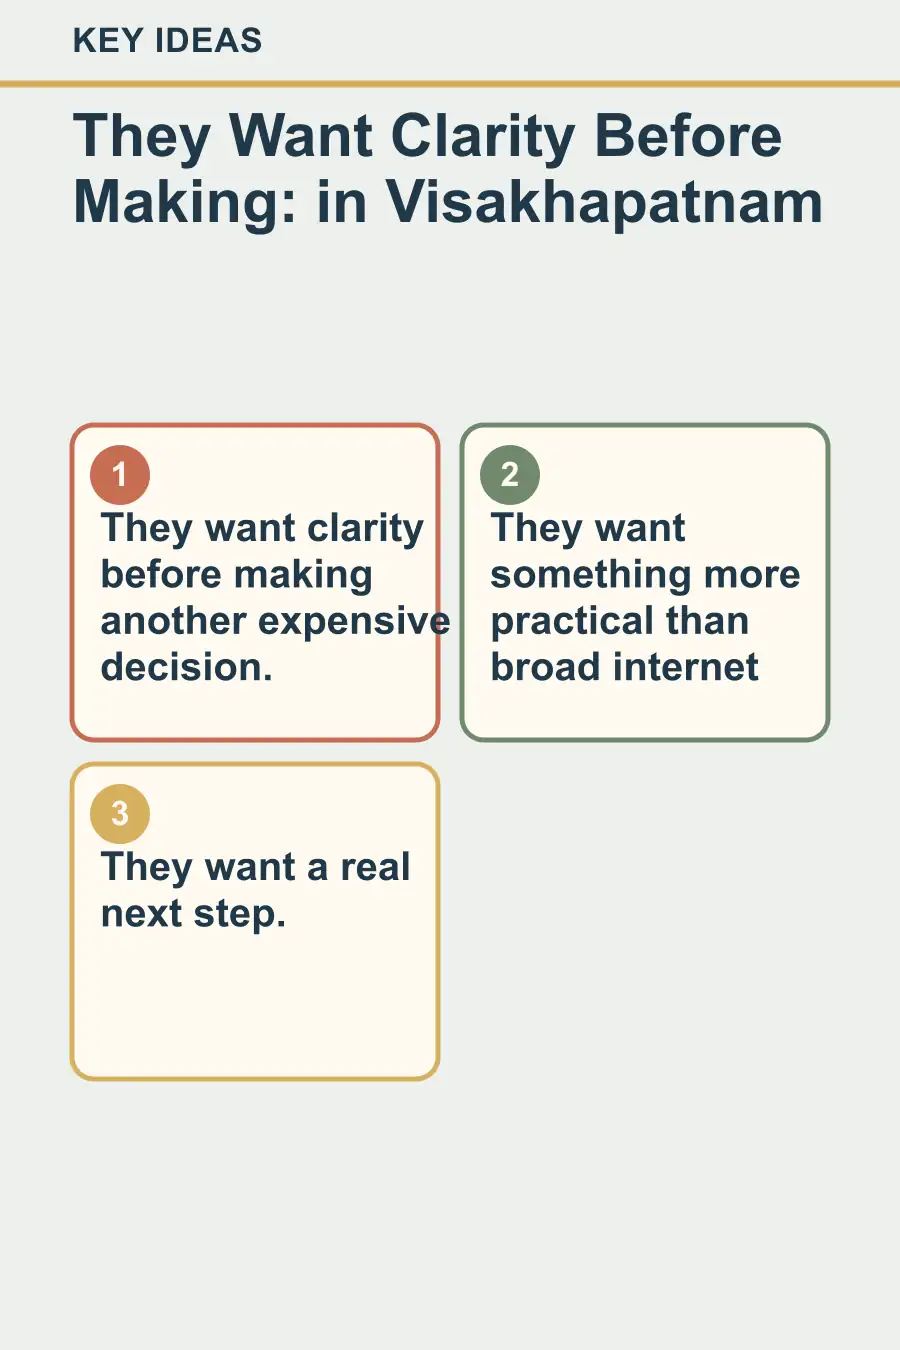 KEY IDEAS
They Want Clarity Before
Making: in Visakhapatnam
1
They want clarity
before making
another expensive
decision.
2
They want
something more
practical than
broad internet
3
They want a real
next step.